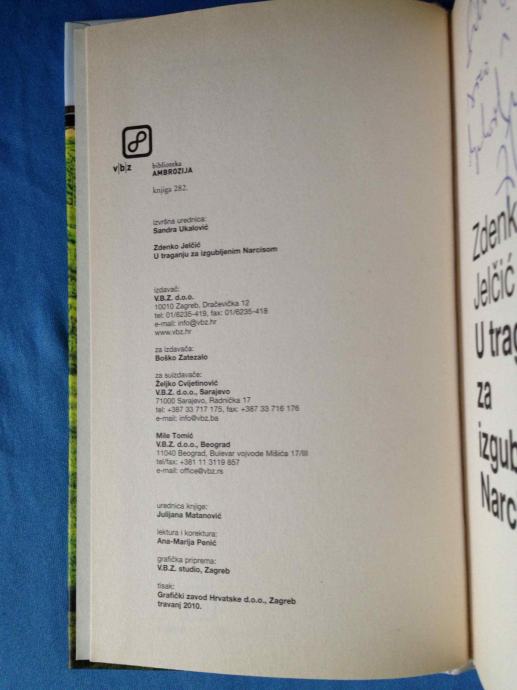 v|b|z
biblioteka
AMBROZIJA
knjiga 282.
izvršna urednica:
Sandra Ukalović
Zdenko Jelčić
U traganju za izgubljenim Narcisom
izdavač:
V.B.Z. d.o.o.
10010 Zagreb, Dračevička 12
tel: 01/6235-419, fax: 01/6235-418
e-mail: info@vbz.hr
www.vbz.hr
za izdavača:
Boško Zatezalo
za suizdavače:
Željko Cvijetinović
V.B.Z. d.o.o., Sarajevo
71000 Sarajevo, Radnička 17
tel: +387 33 717 175, fax: +387 33 716 176
e-mail: info@vbz.ba
Mile Tomić
V.B.Z. d.o.o., Beograd
11040 Beograd, Bulevar vojvode Mišića 17/III
tel/fax: +381 11 3119 857
e-mail: office@vbz.rs
urednica knjige:
Julijana Matanović
lektura i korektura:
Ana-Marija Penić
grafička priprema:
V.B.Z. studio, Zagreb
tisak:
Grafički zavod Hrvatske d.o.o., Zagreb
travanj 2010.
Zdenk
Jelčić
U trag
za
izgub
Narc